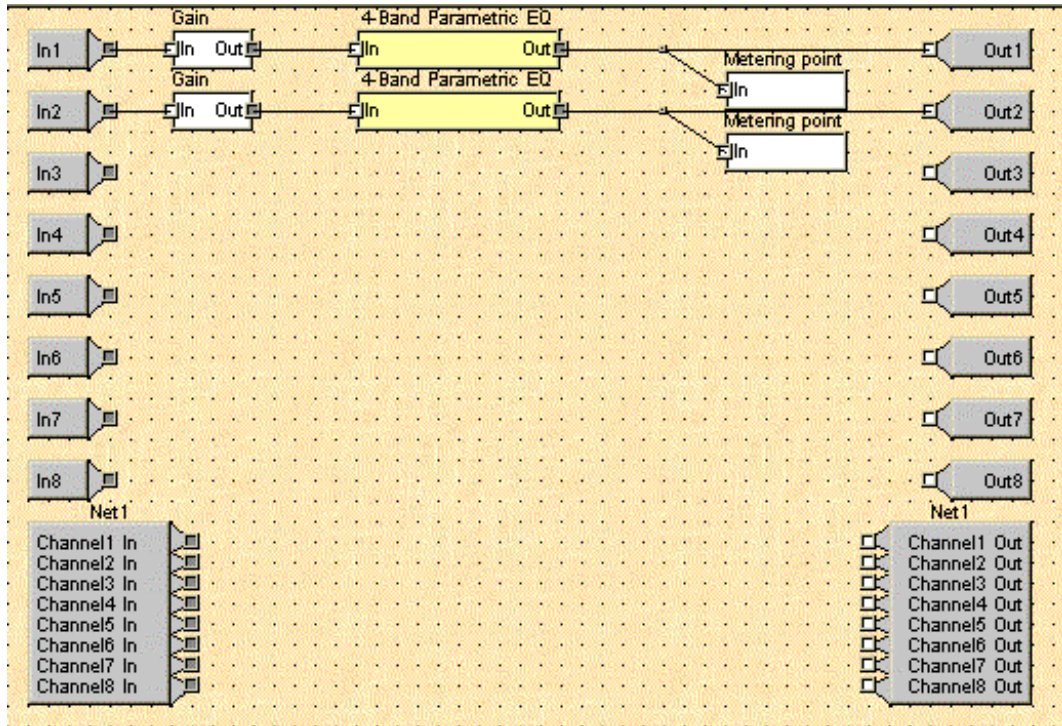 Gain 4-Band Parametric EQ
In1 In Out In Out Out1
Metering point
Gain 4-Band Parametric EQ In
In2 In Out In Out Out2
Metering point
In
In3 Out3
In4 Out4
In5 Out5
In6 Out6
In7 Out7
In8 Out8
Net1 Net1
Channel1 In Channel1 Out
Channel2 In Channel2 Out
Channel3 In Channel3 Out
Channel4 In Channel4 Out
Channel5 In Channel5 Out
Channel6 In Channel6 Out
Channel7 In Channel7 Out
Channel8 In Channel8 Out